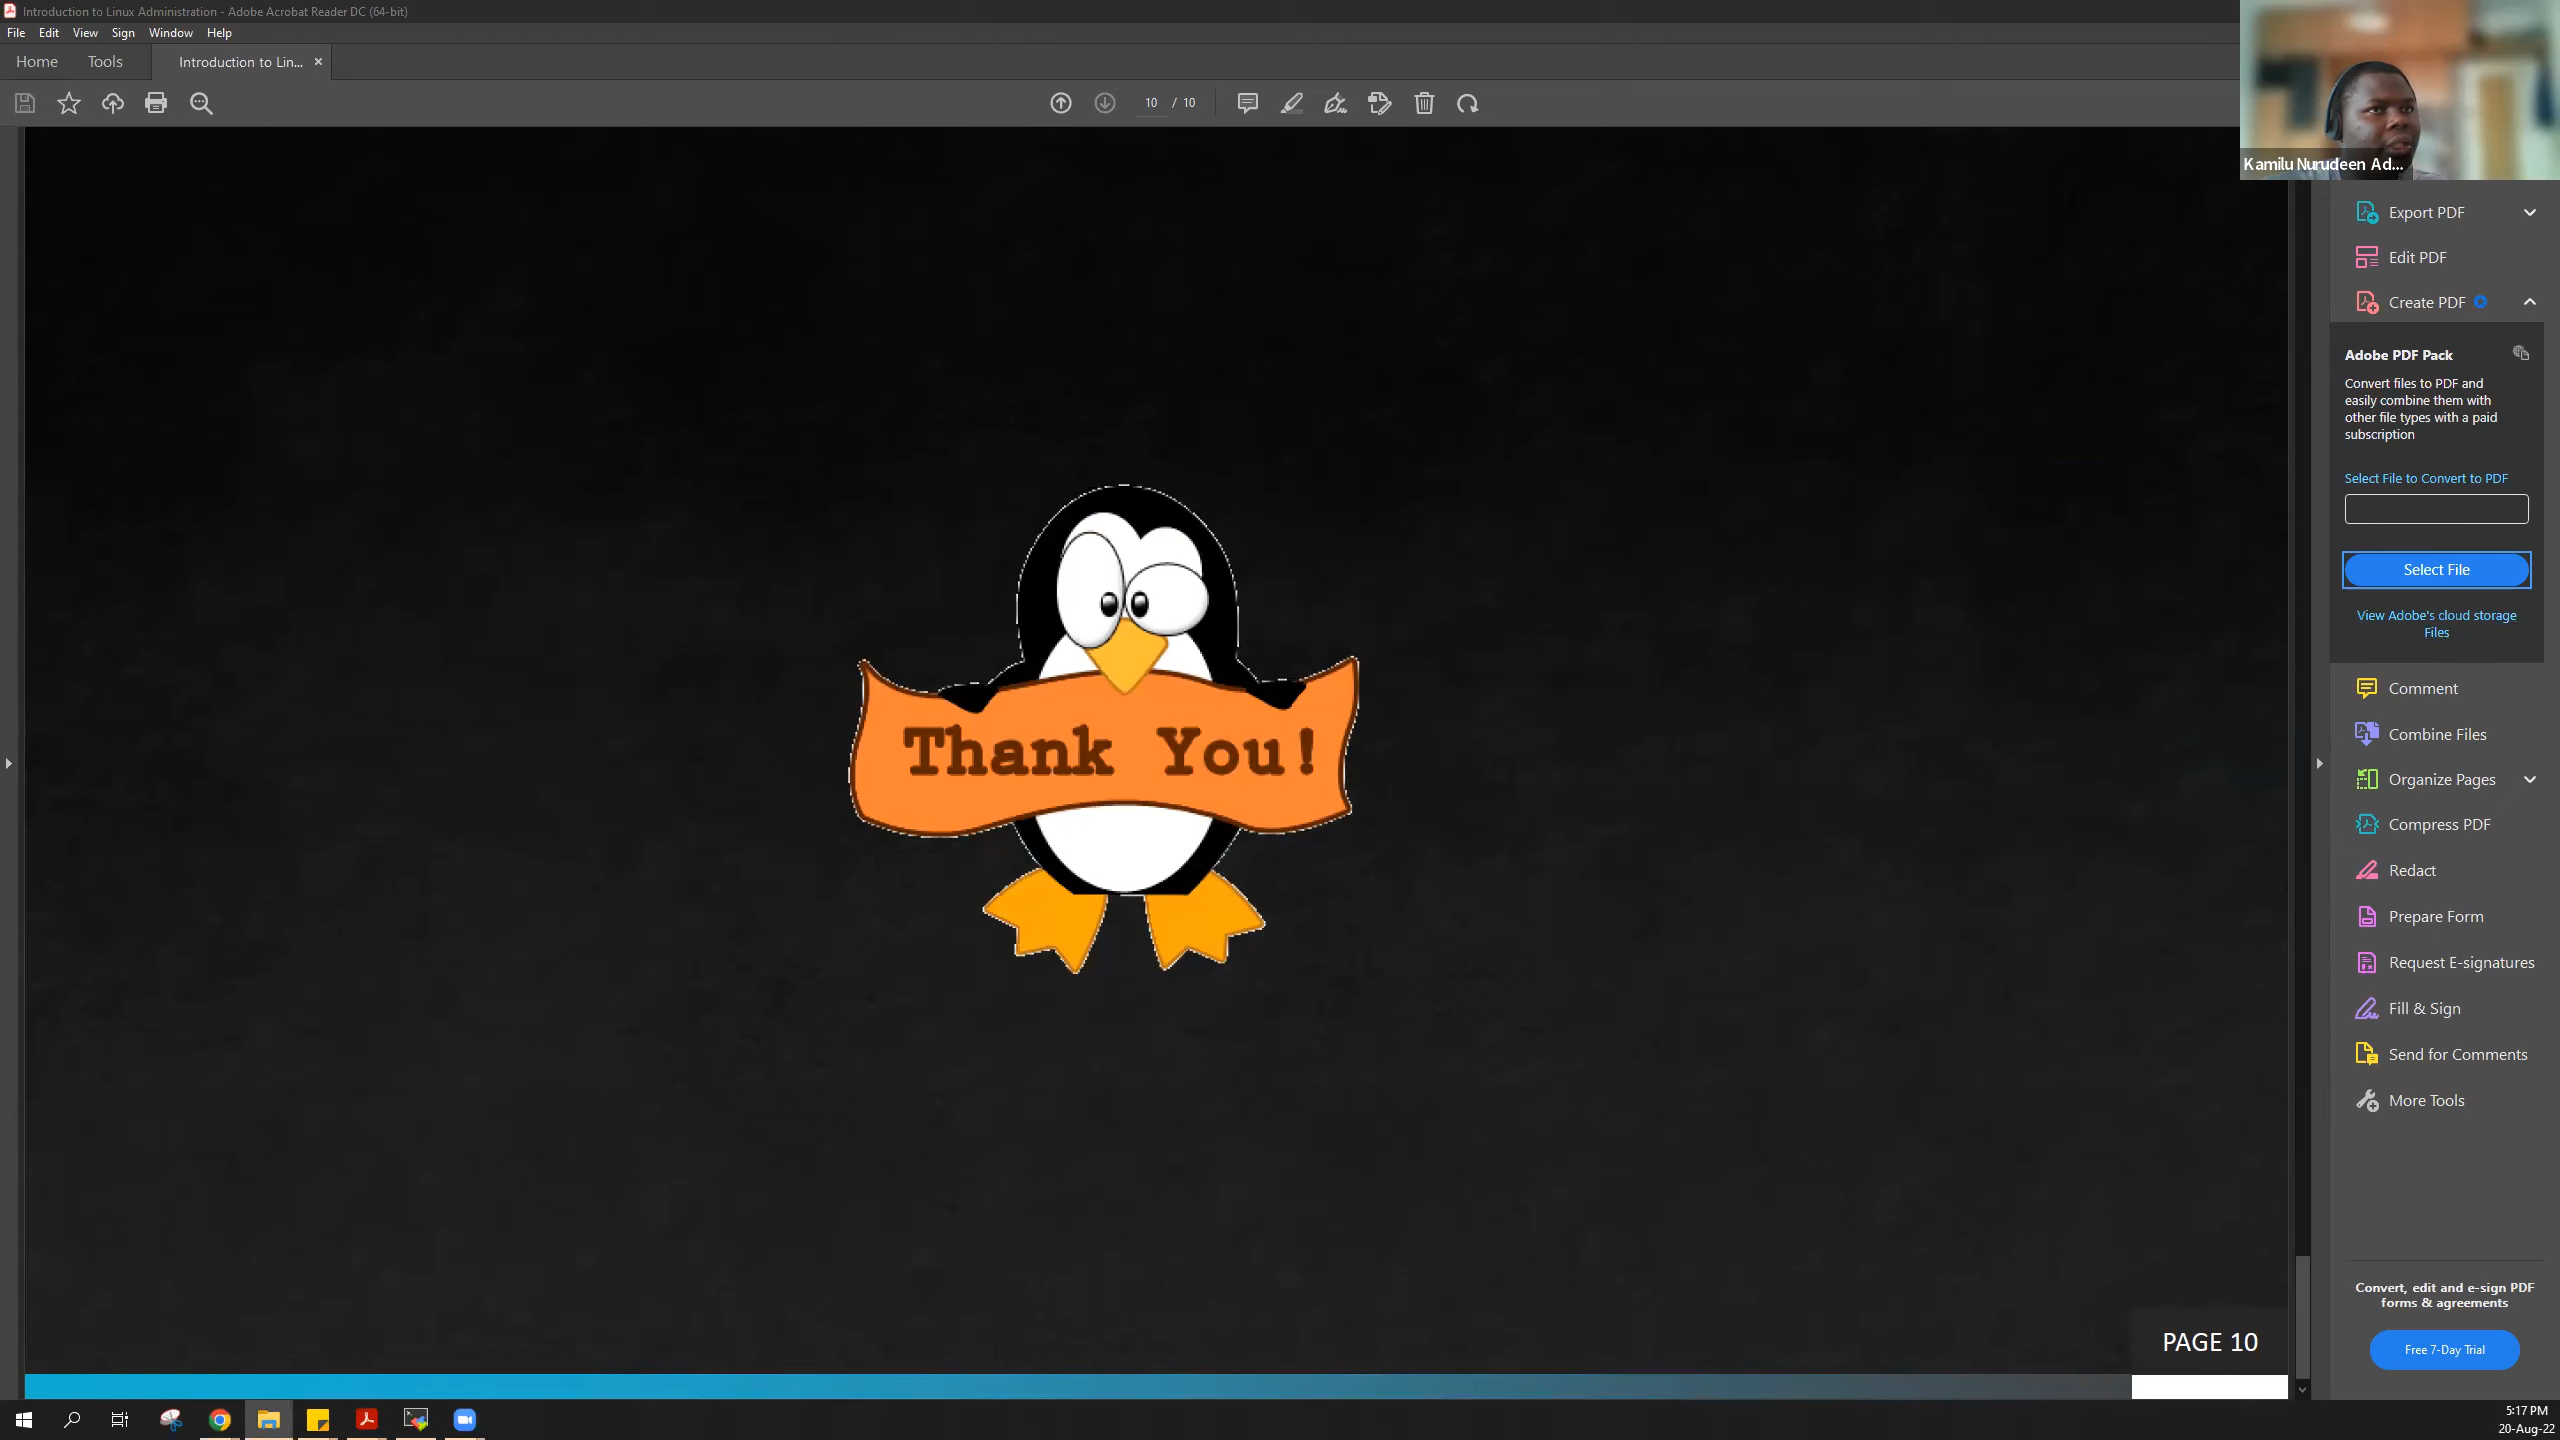 Introduction to Linux Administration - Adobe Acrobat Reader DC (64-bit)
File Edit View Sign Window Help
Home Tools Introduction to Lin...
10 / 10
Kamilu Nurudeen Ad...
Export PDF
Edit PDF
Create PDF
Adobe PDF Pack
Convert files to PDF and
easily combine them with
other file types with a paid
subscription
Select File to Convert to PDF
Select File
View Adobe's cloud storage
Files
Comment
Combine Files
Organize Pages
Compress PDF
Redact
Prepare Form
Request E-signatures
Fill & Sign
Send for Comments
More Tools
Thank You!
Convert, edit and e-sign PDF
forms & agreements
Free 7-Day Trial
PAGE 10
5:17 PM
20-Aug-22